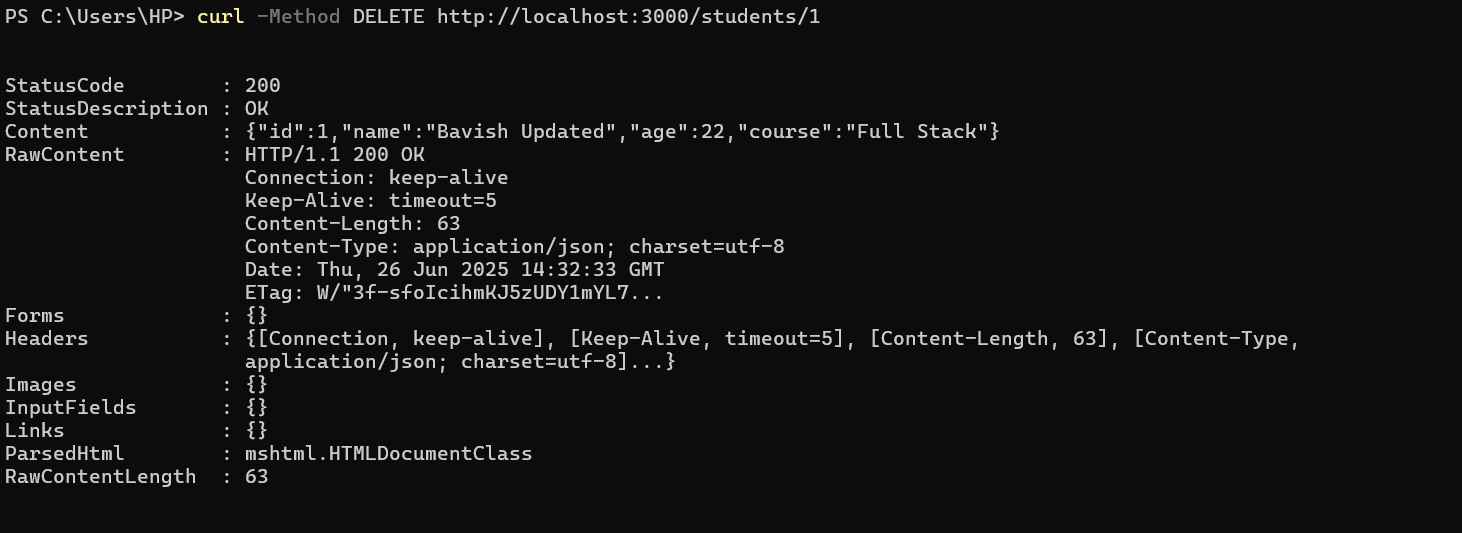 PS C:\Users\HP> curl -Method DELETE http://localhost:3000/students/1
StatusCode        : 200
StatusDescription : OK
Content           : {"id":1,"name":"Bavish Updated","age":22,"course":"Full Stack"}
RawContent        : HTTP/1.1 200 OK
                    Connection: keep-alive
                    Keep-Alive: timeout=5
                    Content-Length: 63
                    Content-Type: application/json; charset=utf-8
                    Date: Thu, 26 Jun 2025 14:32:33 GMT
                    ETag: W/"3f-sfoIcihmKJ5zUDY1mYL7...
Forms             : {}
Headers           : {[Connection, keep-alive], [Keep-Alive, timeout=5], [Content-Length, 63], [Content-Type,
                    application/json; charset=utf-8]...}
Images            : {}
InputFields       : {}
Links             : {}
ParsedHtml        : mshtml.HTMLDocumentClass
RawContentLength  : 63